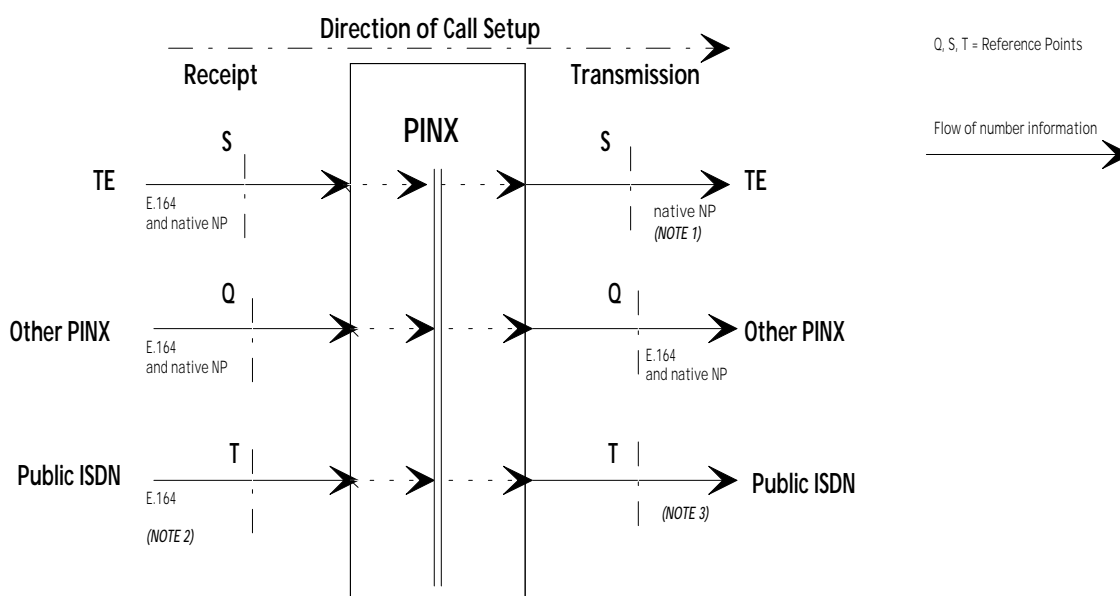 Direction of Call Setup
Q, S, T = Reference Points
Receipt
Transmission
Flow of number information
PINX
S
S
TE
TE
E.164
and native NP
native NP
(NOTE 1)
Q
Q
Other PINX
Other PINX
E.164
and native NP
E.164
and native NP
T
T
Public ISDN
Public ISDN
E.164
(NOTE 2)
(NOTE 3)